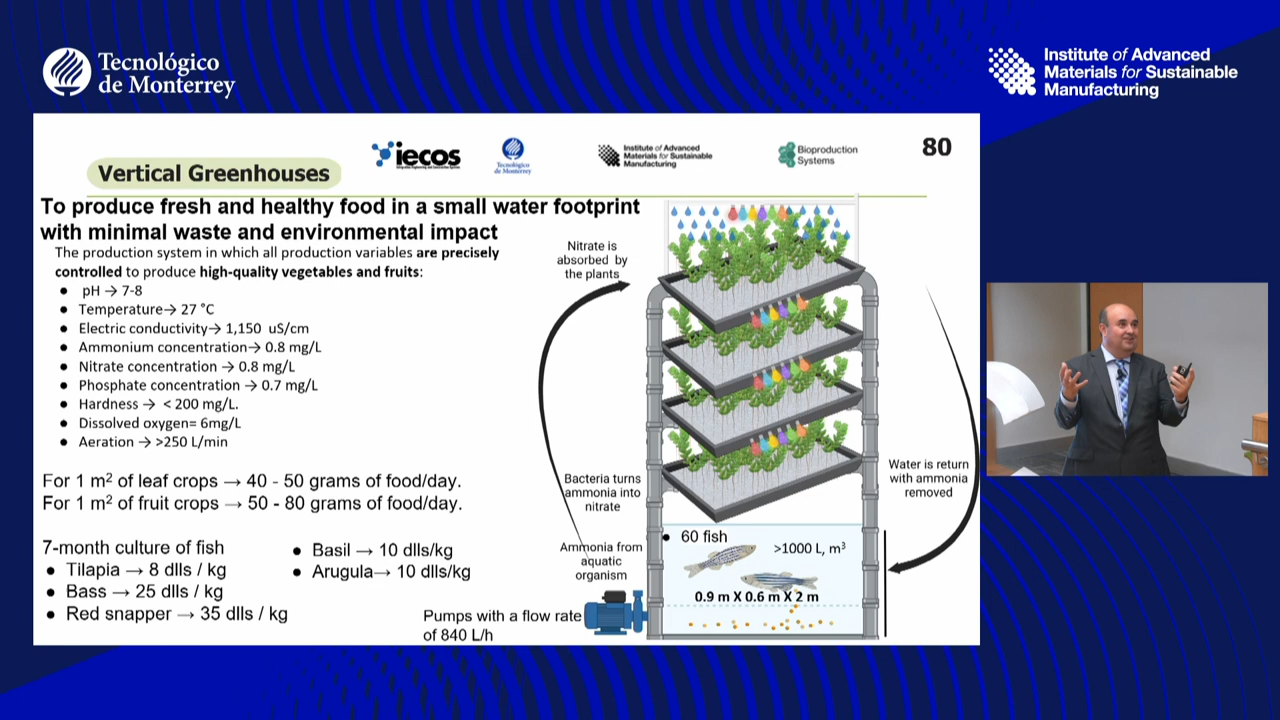 Tecnológico
de Monterrey
Institute of Advanced
Materials for Sustainable
Manufacturing
iecos
Tecnológico
de Monterrey
Institute of Advanced
Materials for Sustainable
Manufacturing
Bioproduction
Systems
80
Vertical Greenhouses
To produce fresh and healthy food in a small water footprint
with minimal waste and environmental impact
The production system in which all production variables are precisely
controlled to produce high-quality vegetables and fruits:
● pH → 7-8
● Temperature→ 27 °C
● Electric conductivity→ 1,150 uS/cm
● Ammonium concentration→ 0.8 mg/L
● Nitrate concentration → 0.8 mg/L
● Phosphate concentration → 0.7 mg/L
● Hardness → < 200 mg/L.
● Dissolved oxygen= 6mg/L
● Aeration → >250 L/min
For 1 m² of leaf crops → 40 - 50 grams of food/day.
For 1 m² of fruit crops → 50 - 80 grams of food/day.
7-month culture of fish
● Tilapia → 8 dlls / kg
● Bass → 25 dlls / kg
● Red snapper → 35 dlls / kg
● Basil → 10 dlls/kg
● Arugula→ 10 dlls/kg
Pumps with a flow rate
of 840 L/h
Nitrate is
absorbed by
the plants
Bacteria turns
ammonia into
nitrate
Ammonia from
aquatic
organism
Water is return
with ammonia
removed
● 60 fish
>1000 L, m³
0.9 m X 0.6 m X 2 m